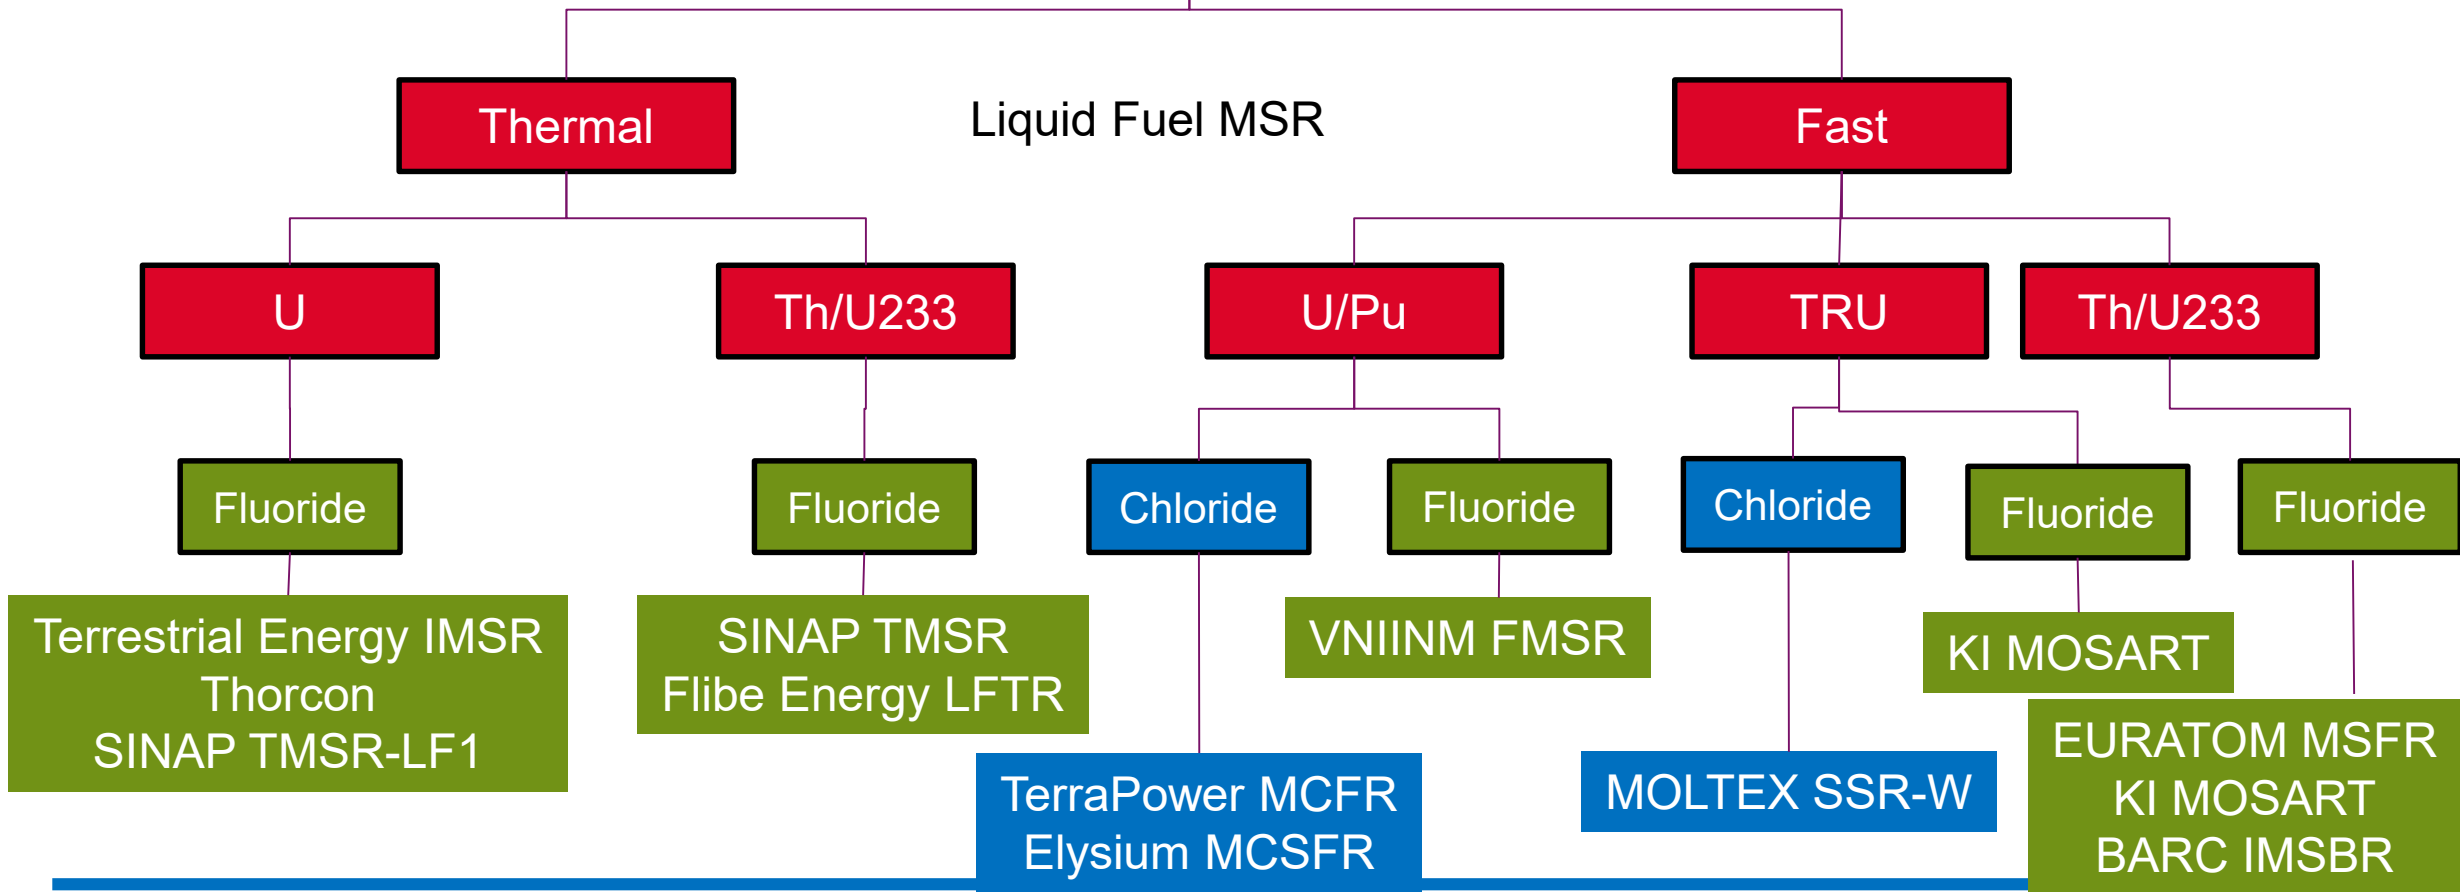 Thermal
Liquid Fuel MSR
Fast
U
Th/U233
U/Pu
TRU
Th/U233
Fluoride
Fluoride
Chloride
Fluoride
Chloride
Fluoride
Fluoride
Terrestrial Energy IMSR
Thorcon
SINAP TMSR-LF1
SINAP TMSR
Flibe Energy LFTR
TerraPower MCFR
Elysium MCSFR
VNIINM FMSR
MOLTEX SSR-W
KI MOSART
EURATOM MSFR
KI MOSART
BARC IMSBR